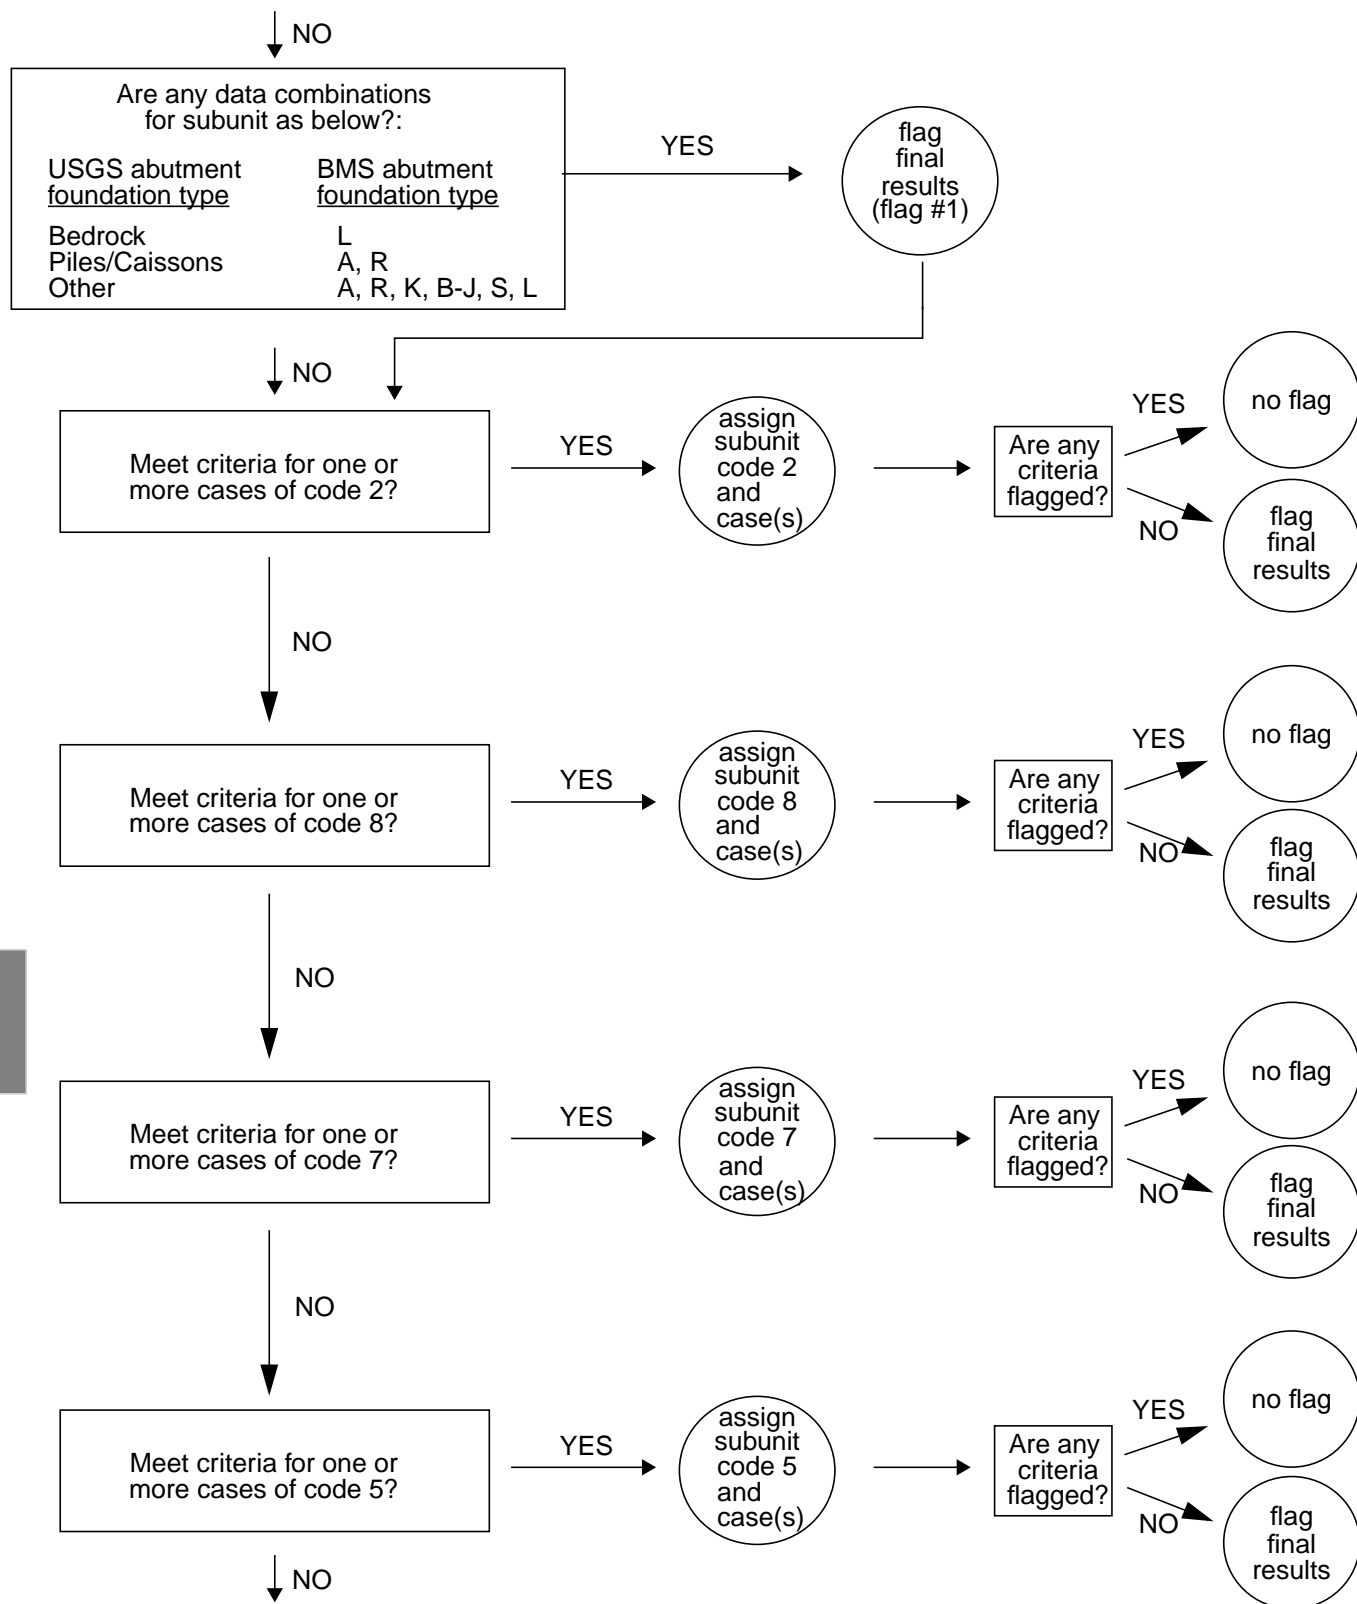 NO
Are any data combinations
for subunit as below?:
USGS abutment
foundation type
BMS abutment
foundation type
Bedrock L
Piles/Caissons A, R
Other A, R, K, B-J, S, L
YES
flag
final
results
(flag #1)
NO
Meet criteria for one or
more cases of code 2?
YES
assign
subunit
code 2
and
case(s)
Are any
criteria
flagged?
YES
no flag
NO
flag
final
results
NO
Meet criteria for one or
more cases of code 8?
YES
assign
subunit
code 8
and
case(s)
Are any
criteria
flagged?
YES
no flag
NO
flag
final
results
NO
Meet criteria for one or
more cases of code 7?
YES
assign
subunit
code 7
and
case(s)
Are any
criteria
flagged?
YES
no flag
NO
flag
final
results
NO
Meet criteria for one or
more cases of code 5?
YES
assign
subunit
code 5
and
case(s)
Are any
criteria
flagged?
YES
no flag
NO
flag
final
results
NO